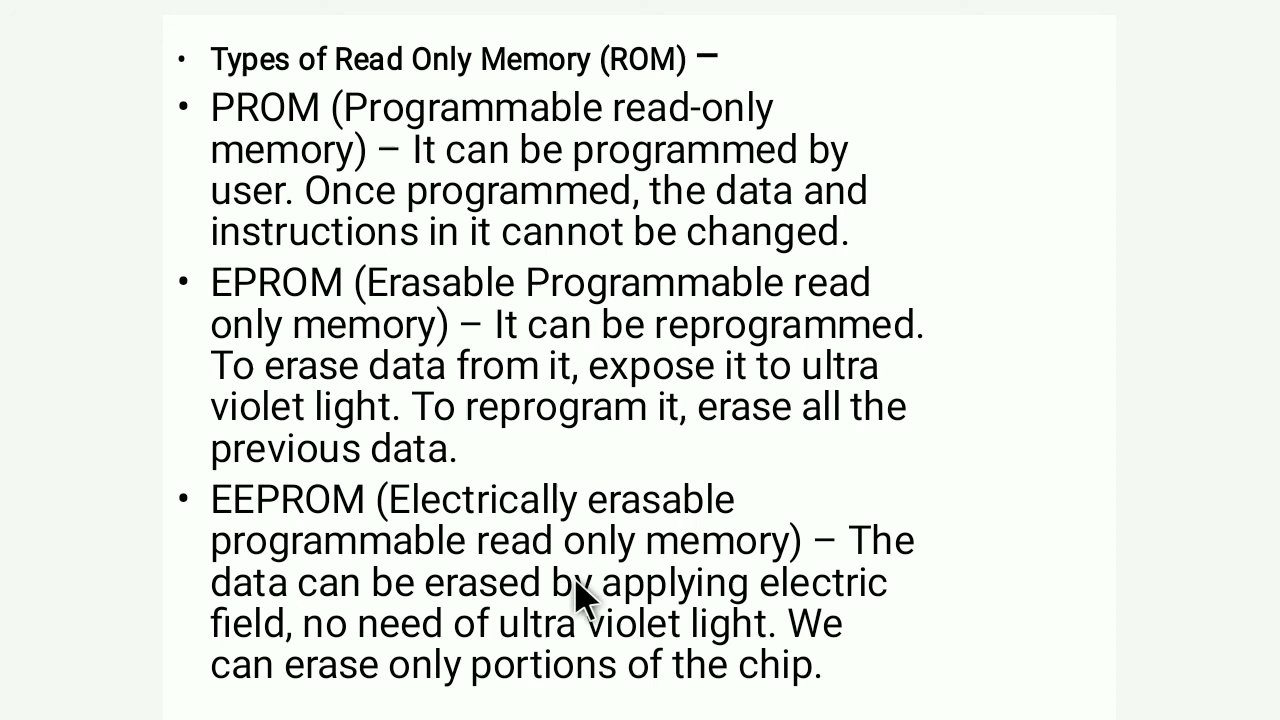 • Types of Read Only Memory (ROM) –
• PROM (Programmable read-only
memory) – It can be programmed by
user. Once programmed, the data and
instructions in it cannot be changed.
• EPROM (Erasable Programmable read
only memory) – It can be reprogrammed.
To erase data from it, expose it to ultra
violet light. To reprogram it, erase all the
previous data.
• EEPROM (Electrically erasable
programmable read only memory) – The
data can be erased by applying electric
field, no need of ultra violet light. We
can erase only portions of the chip.